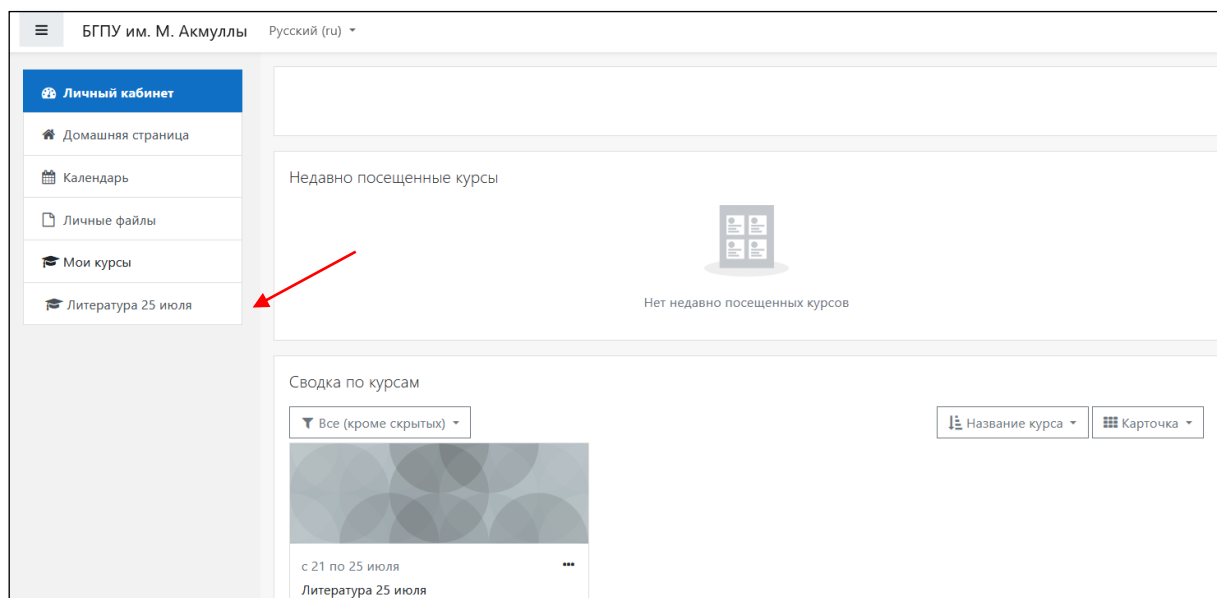 БГПУ им. М. Акмуллы Русский (ru)
Личный кабинет
Домашняя страница
Календарь
Личные файлы
Мои курсы
Литература 25 июля
Недавно посещенные курсы
Нет недавно посещенных курсов
Сводка по курсам
Все (кроме скрытых) Название курса Карточка
с 21 по 25 июля
Литература 25 июля